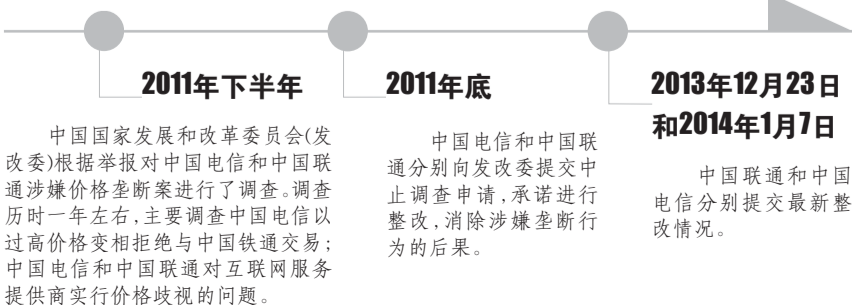 2011年下半年
中国国家发展和改革委员会(发
改委)根据举报对中国电信和中国联
通涉嫌价格垄断案进行了调查。调查
历时一年左右,主要调查中国电信以
过高价格变相拒绝与中国铁通交易;
中国电信和中国联通对互联网服务
提供商实行价格歧视的问题。
2011年底
中国电信和中国联
通分别向发改委提交中
止调查申请,承诺进行
整改,消除涉嫌垄断行
为的后果。
2013年12月23日
和2014年1月7日
中国联通和中国
电信分别提交最新整
改情况。